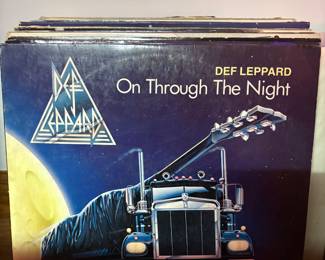 DEF LEPPARD
On Through The Night
DEF
LEPPARD